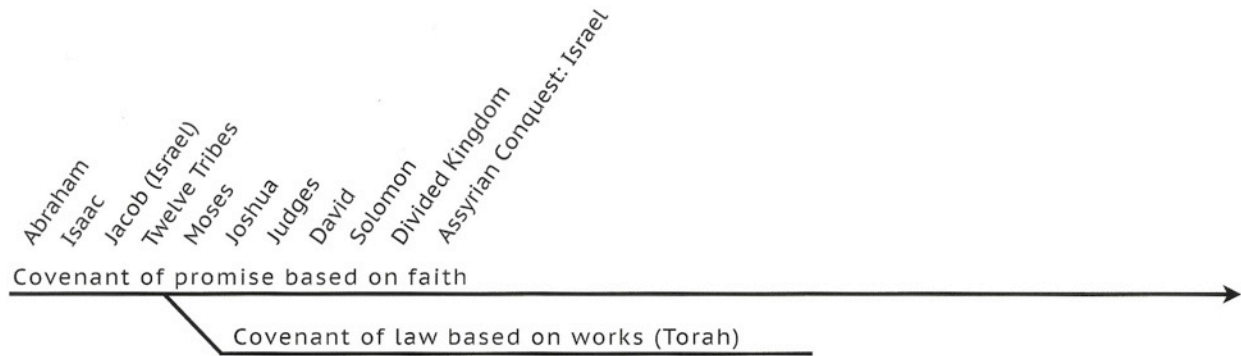 Abraham
Isaac
Jacob (Israel)
Twelve Tribes
Moses
Joshua
Judges
David
Solomon
Divided Kingdom
Assyrian Conquest: Israel
Covenant of promise based on faith
Covenant of law based on works (Torah)